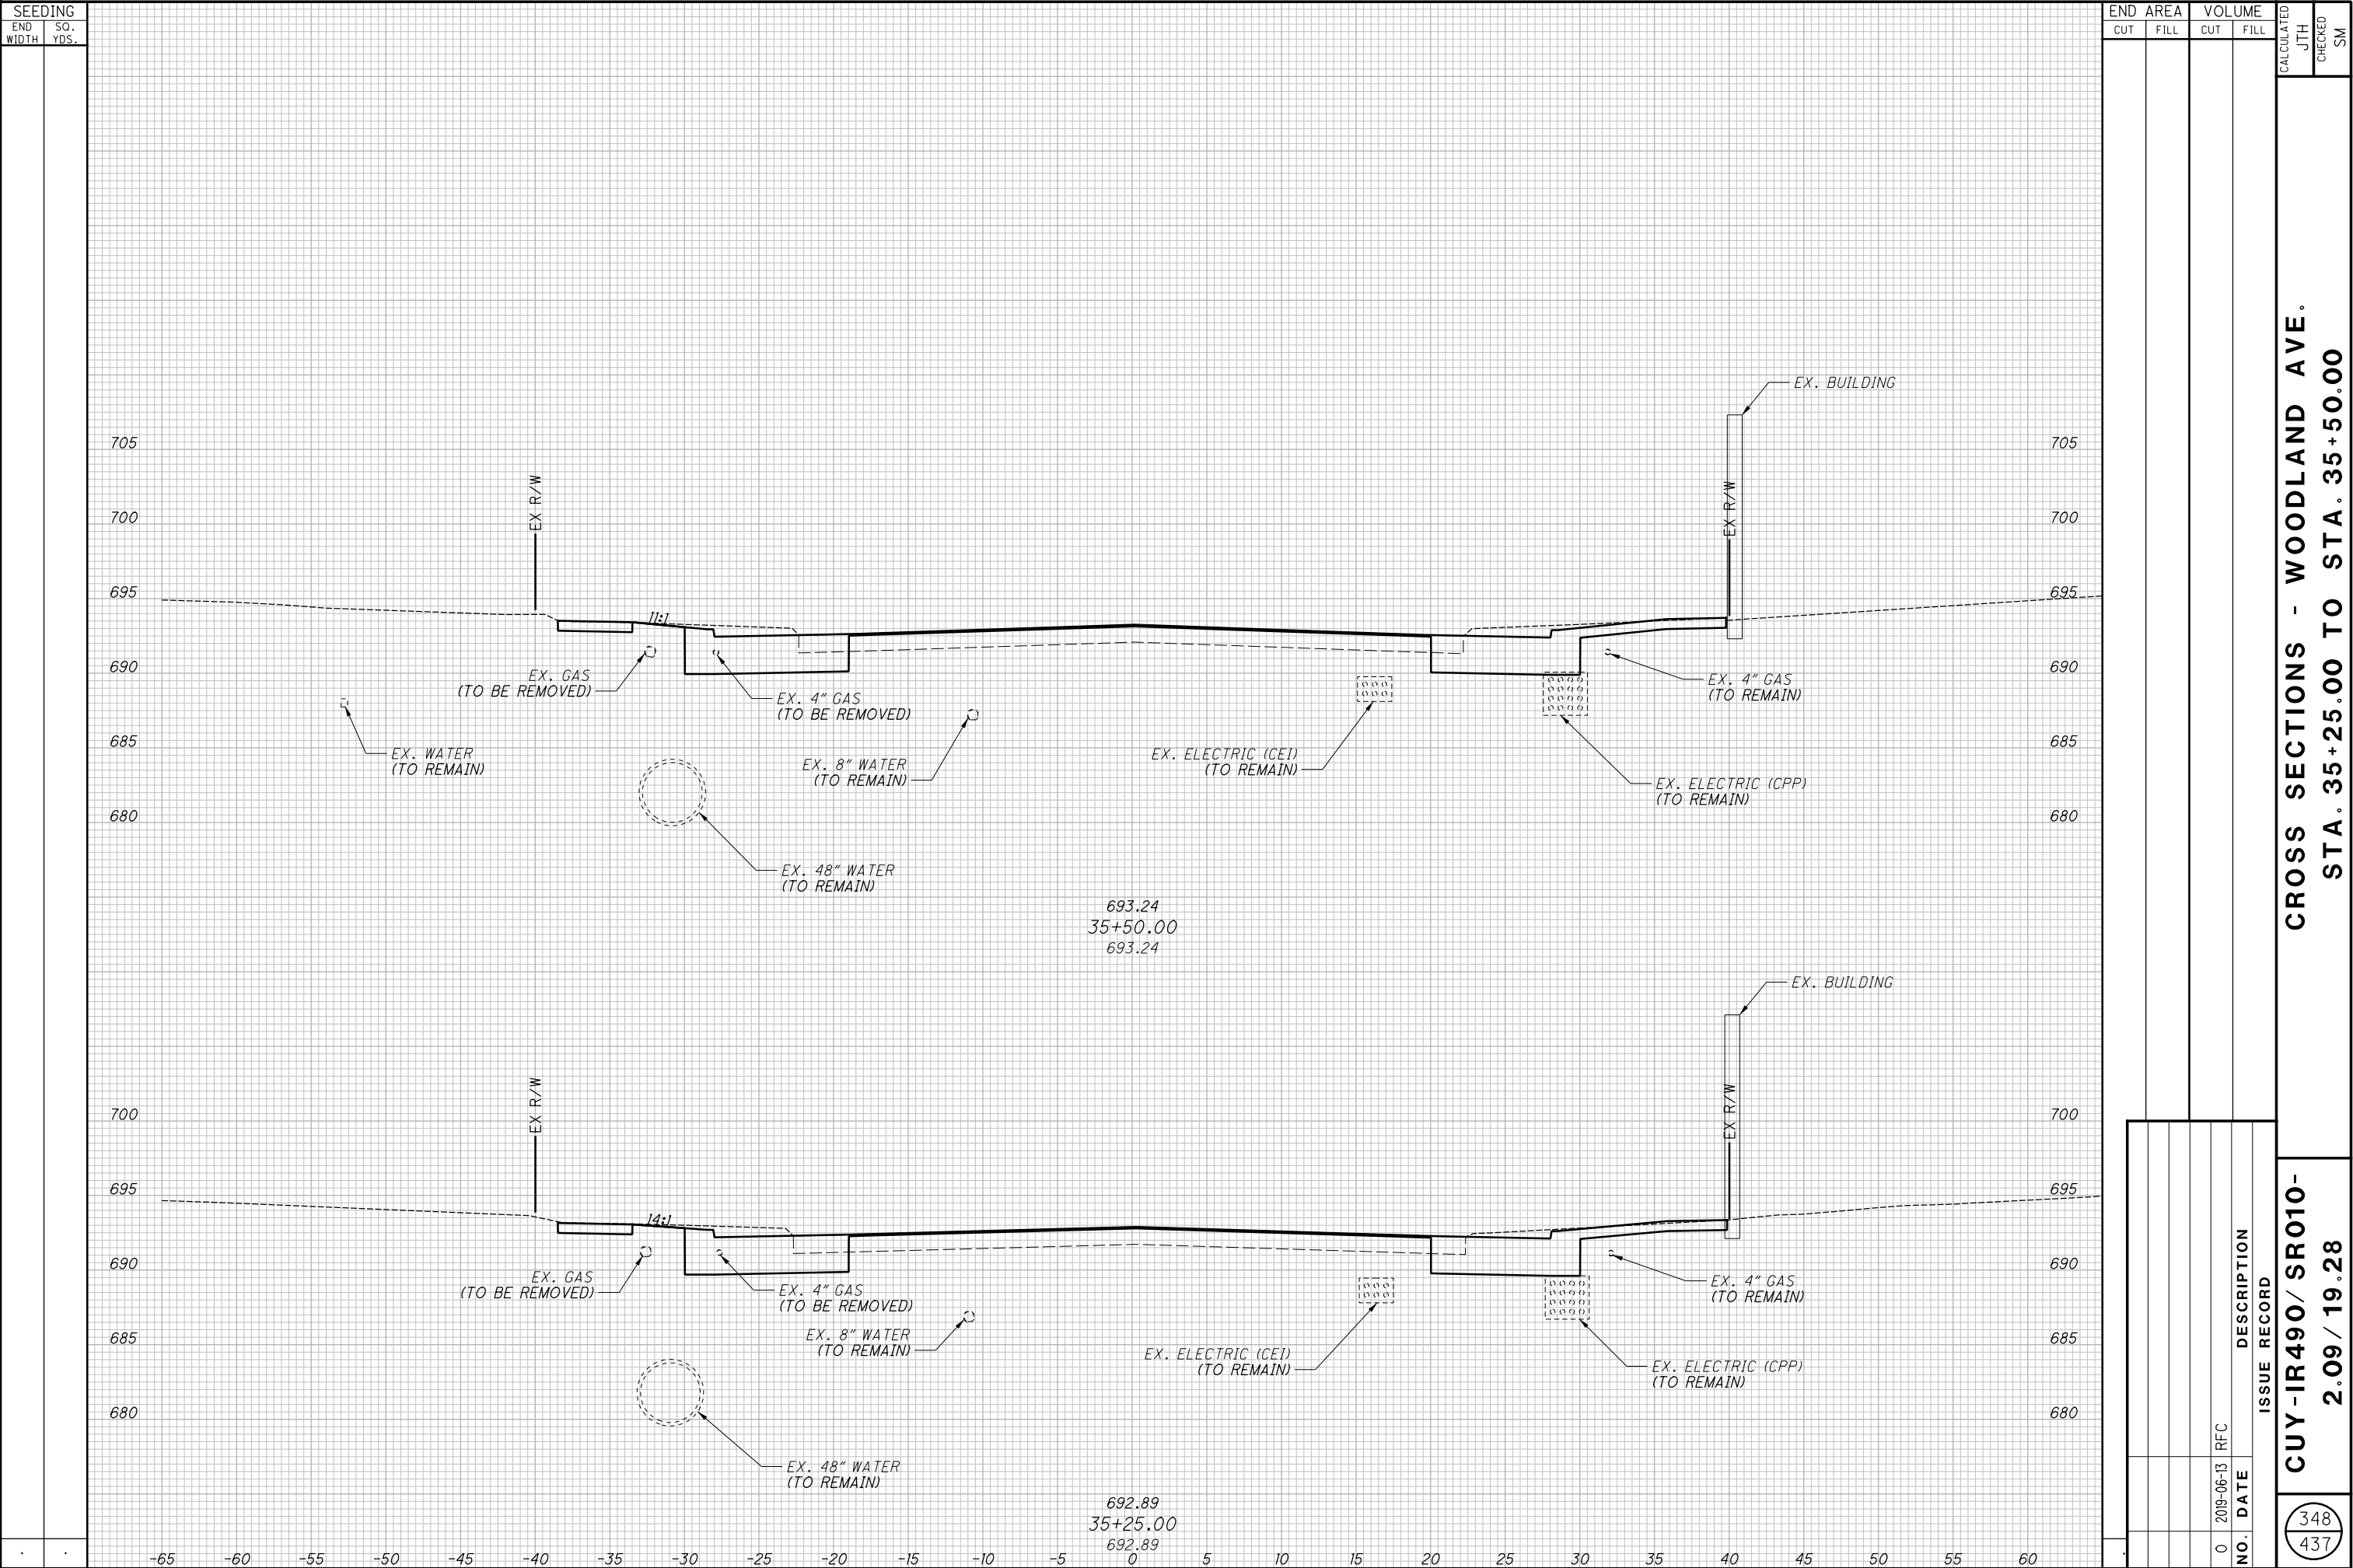 SEEDING
END WIDTH
SQ. YDS.
END AREA
VOLUME
CUT
FILL
CUT
FILL
CALCULATED
JTH
CHECKED
SM
EX. BUILDING
705
705
EX R/W
EX R/W
700
700
695
695
11:1
690
690
EX. GAS
(TO BE REMOVED)
EX. 4" GAS
(TO BE REMOVED)
EX. 4" GAS
(TO REMAIN)
685
685
EX. WATER
(TO REMAIN)
EX. 8" WATER
(TO REMAIN)
EX. ELECTRIC (CEI)
(TO REMAIN)
EX. ELECTRIC (CPP)
(TO REMAIN)
680
680
EX. 48" WATER
(TO REMAIN)
693.24
35+50.00
693.24
EX. BUILDING
EX R/W
EX R/W
700
700
695
695
14:1
690
690
EX. GAS
(TO BE REMOVED)
EX. 4" GAS
(TO BE REMOVED)
EX. 4" GAS
(TO REMAIN)
685
685
EX. 8" WATER
(TO REMAIN)
EX. ELECTRIC (CEI)
(TO REMAIN)
EX. ELECTRIC (CPP)
(TO REMAIN)
680
680
EX. 48" WATER
(TO REMAIN)
692.89
35+25.00
692.89
-65 -60 -55 -50 -45 -40 -35 -30 -25 -20 -15 -10 -5 0 5 10 15 20 25 30 35 40 45 50 55 60
CROSS SECTIONS - WOODLAND AVE.
STA. 35+25.00 TO STA. 35+50.00
0 2019-06-13 RFC
NO. DATE DESCRIPTION
ISSUE RECORD
CUY-IR490/SR010-
2.09/19.28
348
437